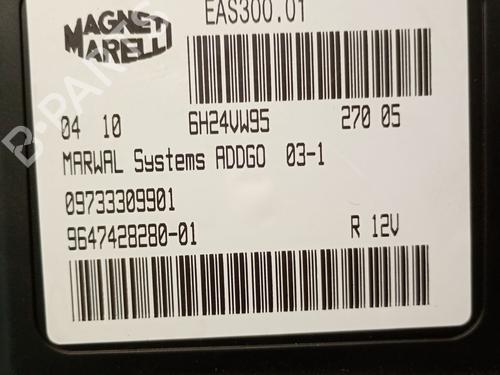 MAGNETI
MARELLI
EAS300.01
04 10 6H24VW95 270 05
MARWAL Systems ADDGO 03-1
09733309901
9647428280-01 R 12V
B-PARTS